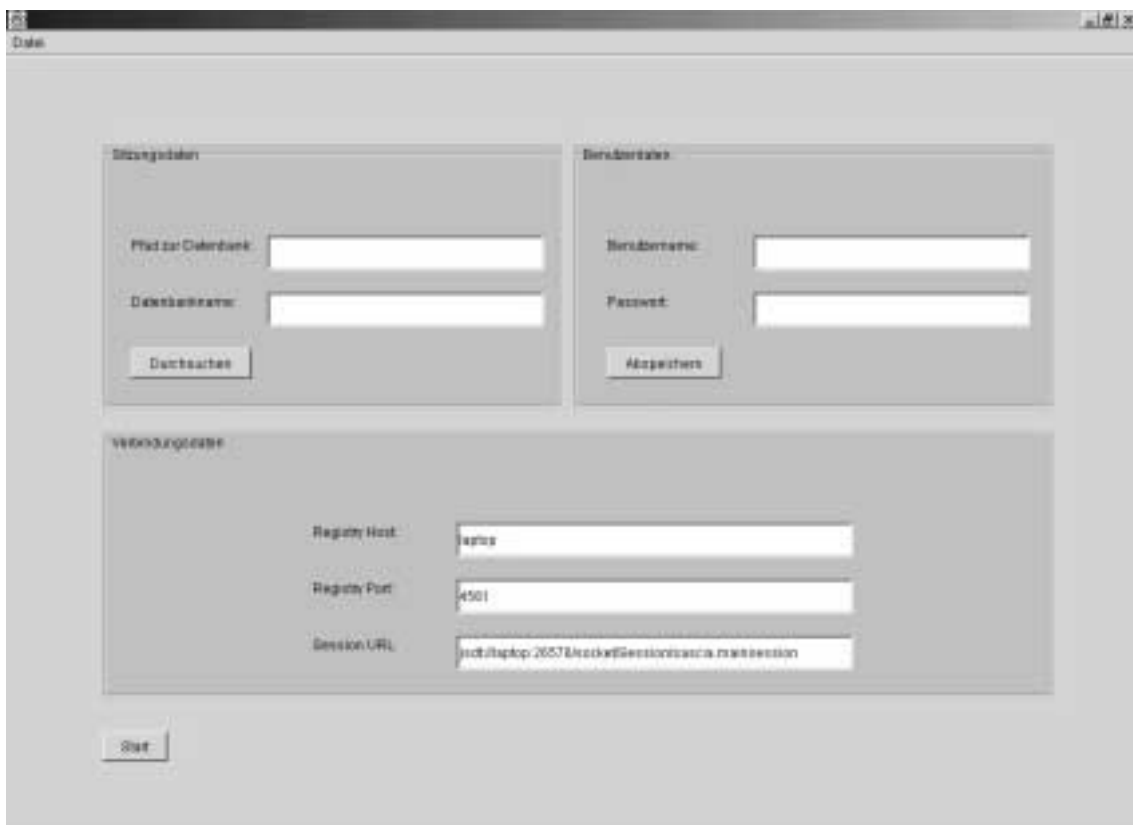 Datei
Sitzungsdaten
Pfad zur Datenbank:
Datenbankname:
Durchsuchen
Benutzerdaten
Benutzername:
Passwort:
Abspeichern
Verbindungsdaten
Registry Host:
laptop
Registry Port:
4501
Session URL:
Start